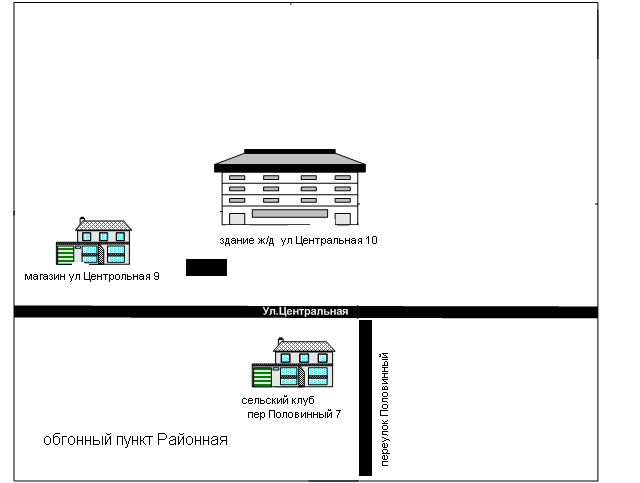 здание ж/д ул Центральная 10
магазин ул Центрольная 9
Ул.Центральная
сельский клуб
пер Половинный 7
переулок Половинный
обгонный пункт Районная